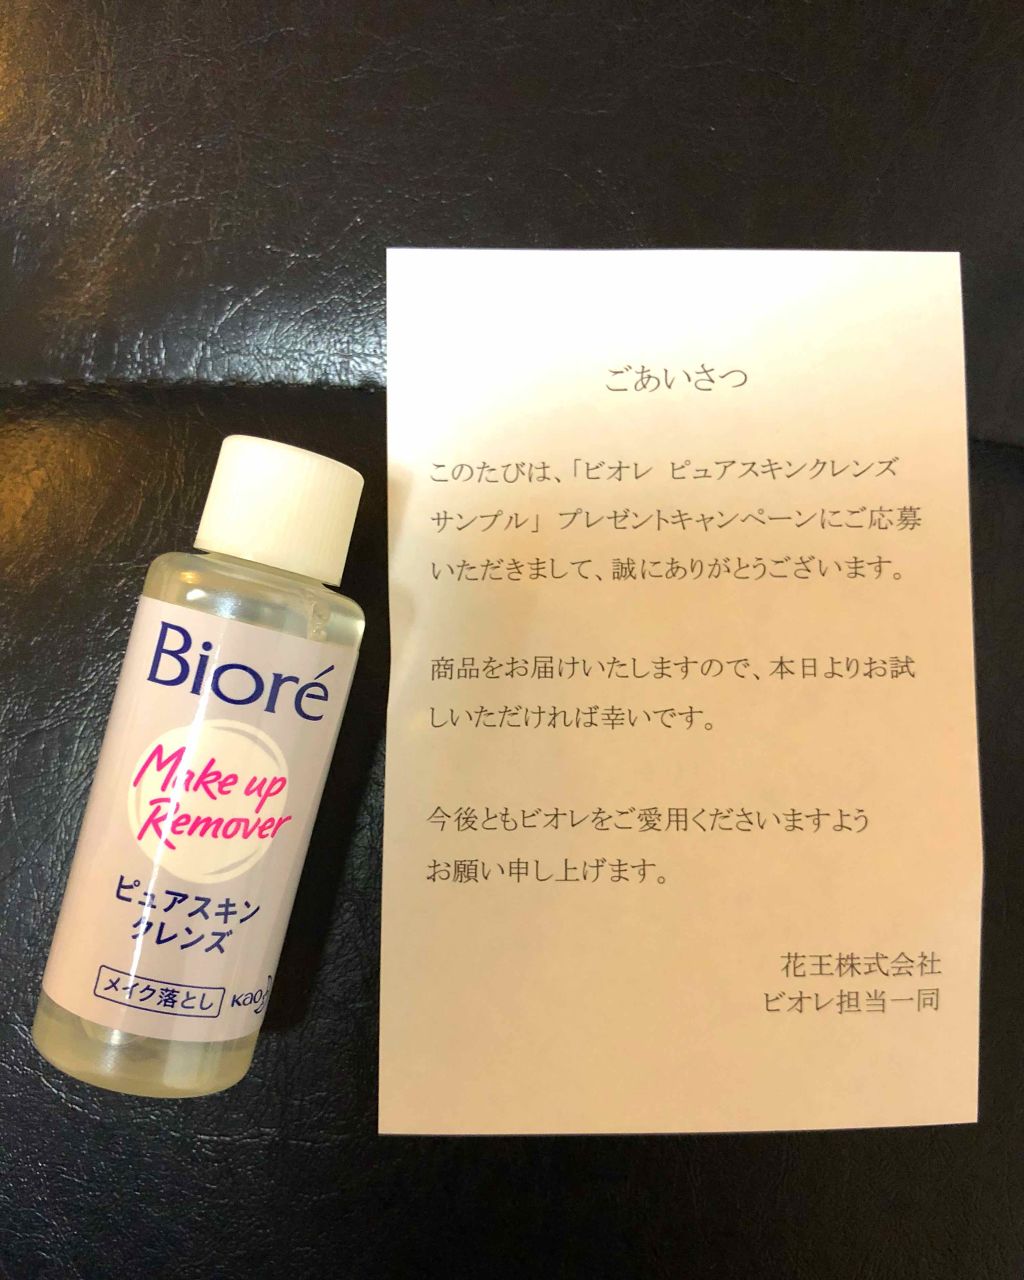 Bioré
Make up
Remover
ピュアスキン
クレンズ
メイク落とし
Kao
ごあいさつ
このたびは、「ビオレ ピュアスキンクレンズ
サンプル」 プレゼントキャンペーンにご応募
いただきまして、誠にありがとうございます。
商品をお届けいたしますので、本日よりお試
しいただければ幸いです。
今後ともビオレをご愛用くださいますよう
お願い申し上げます。
花王株式会社
ビオレ担当一同